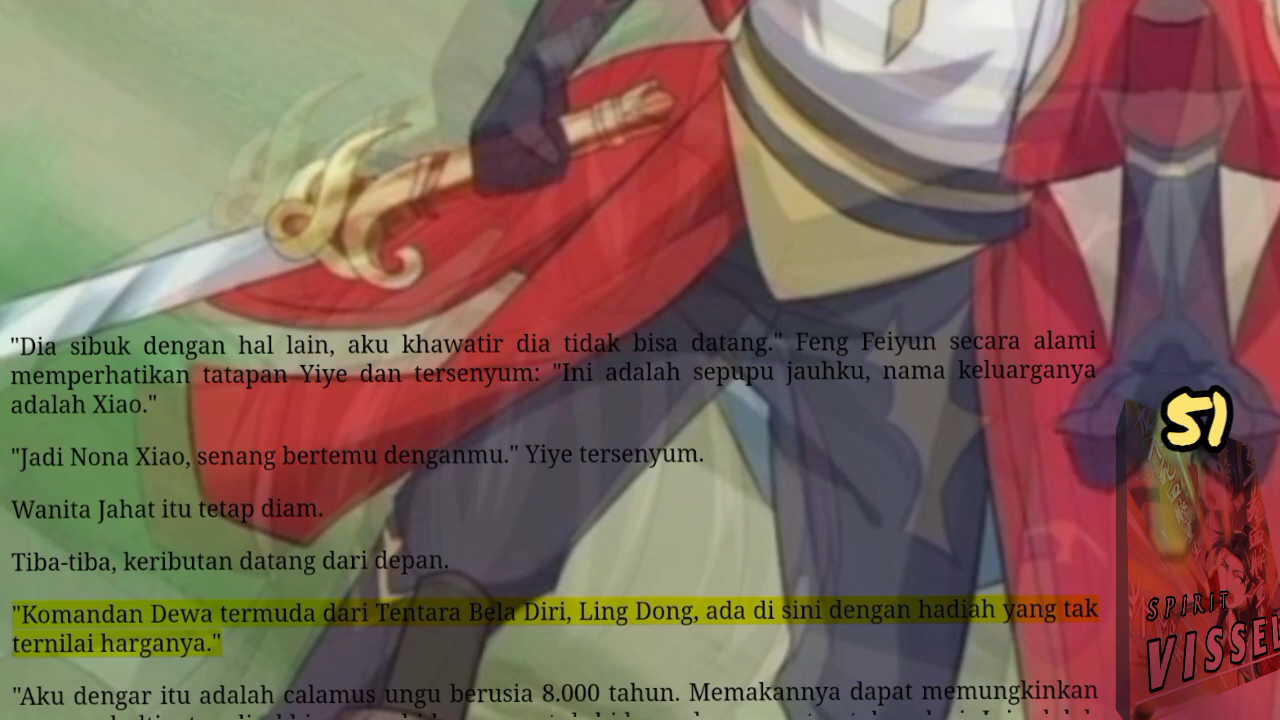 "Dia sibuk dengan hal lain, aku khawatir dia tidak bisa datang." Feng Feiyun secara alami
memperhatikan tatapan Yiye dan tersenyum: "Ini adalah sepupu jauhku, nama keluarganya
adalah Xiao."
"Jadi Nona Xiao, senang bertemu denganmu." Yiye tersenyum.
Wanita Jahat itu tetap diam.
Tiba-tiba, keributan datang dari depan.
"Komandan Dewa termuda dari Tentara Bela Diri, Ling Dong, ada di sini dengan hadiah yang tak
ternilai harganya."
"Aku dengar itu adalah calamus ungu berusia 8.000 tahun. Memakannya dapat memungkinkan
51
SPIRIT
VISSEL